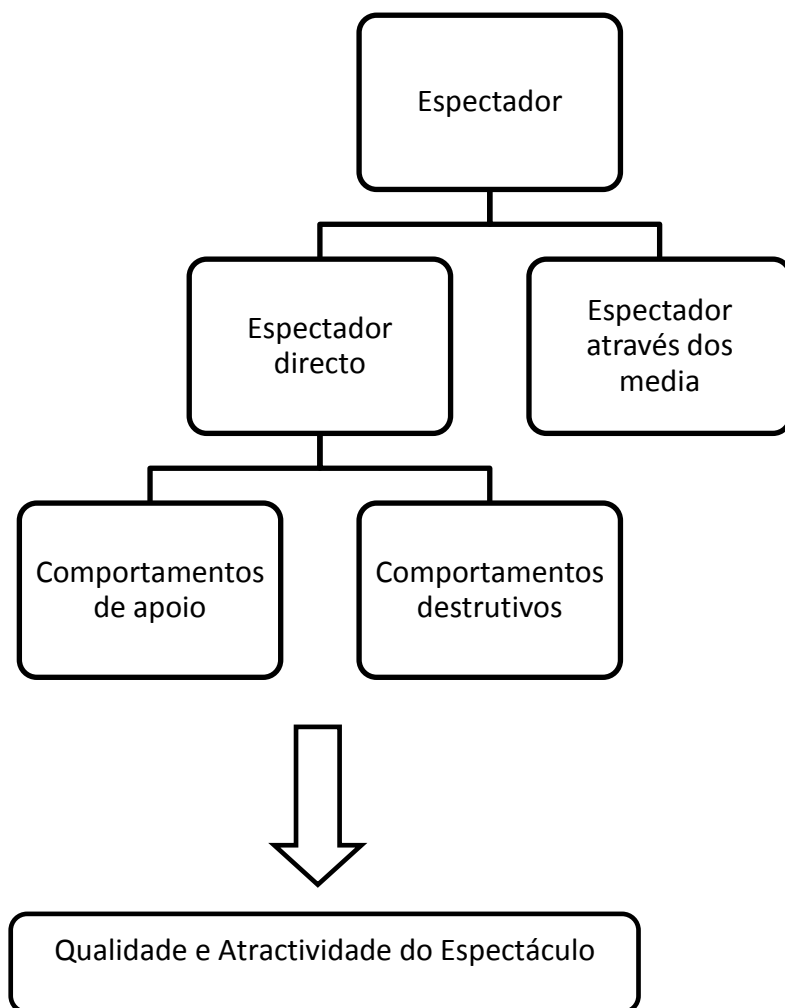 Espectador
Espectador
directo
Espectador
através dos
media
Comportamentos
de apoio
Comportamentos
destrutivos
Qualidade e Atractividade do Espectáculo